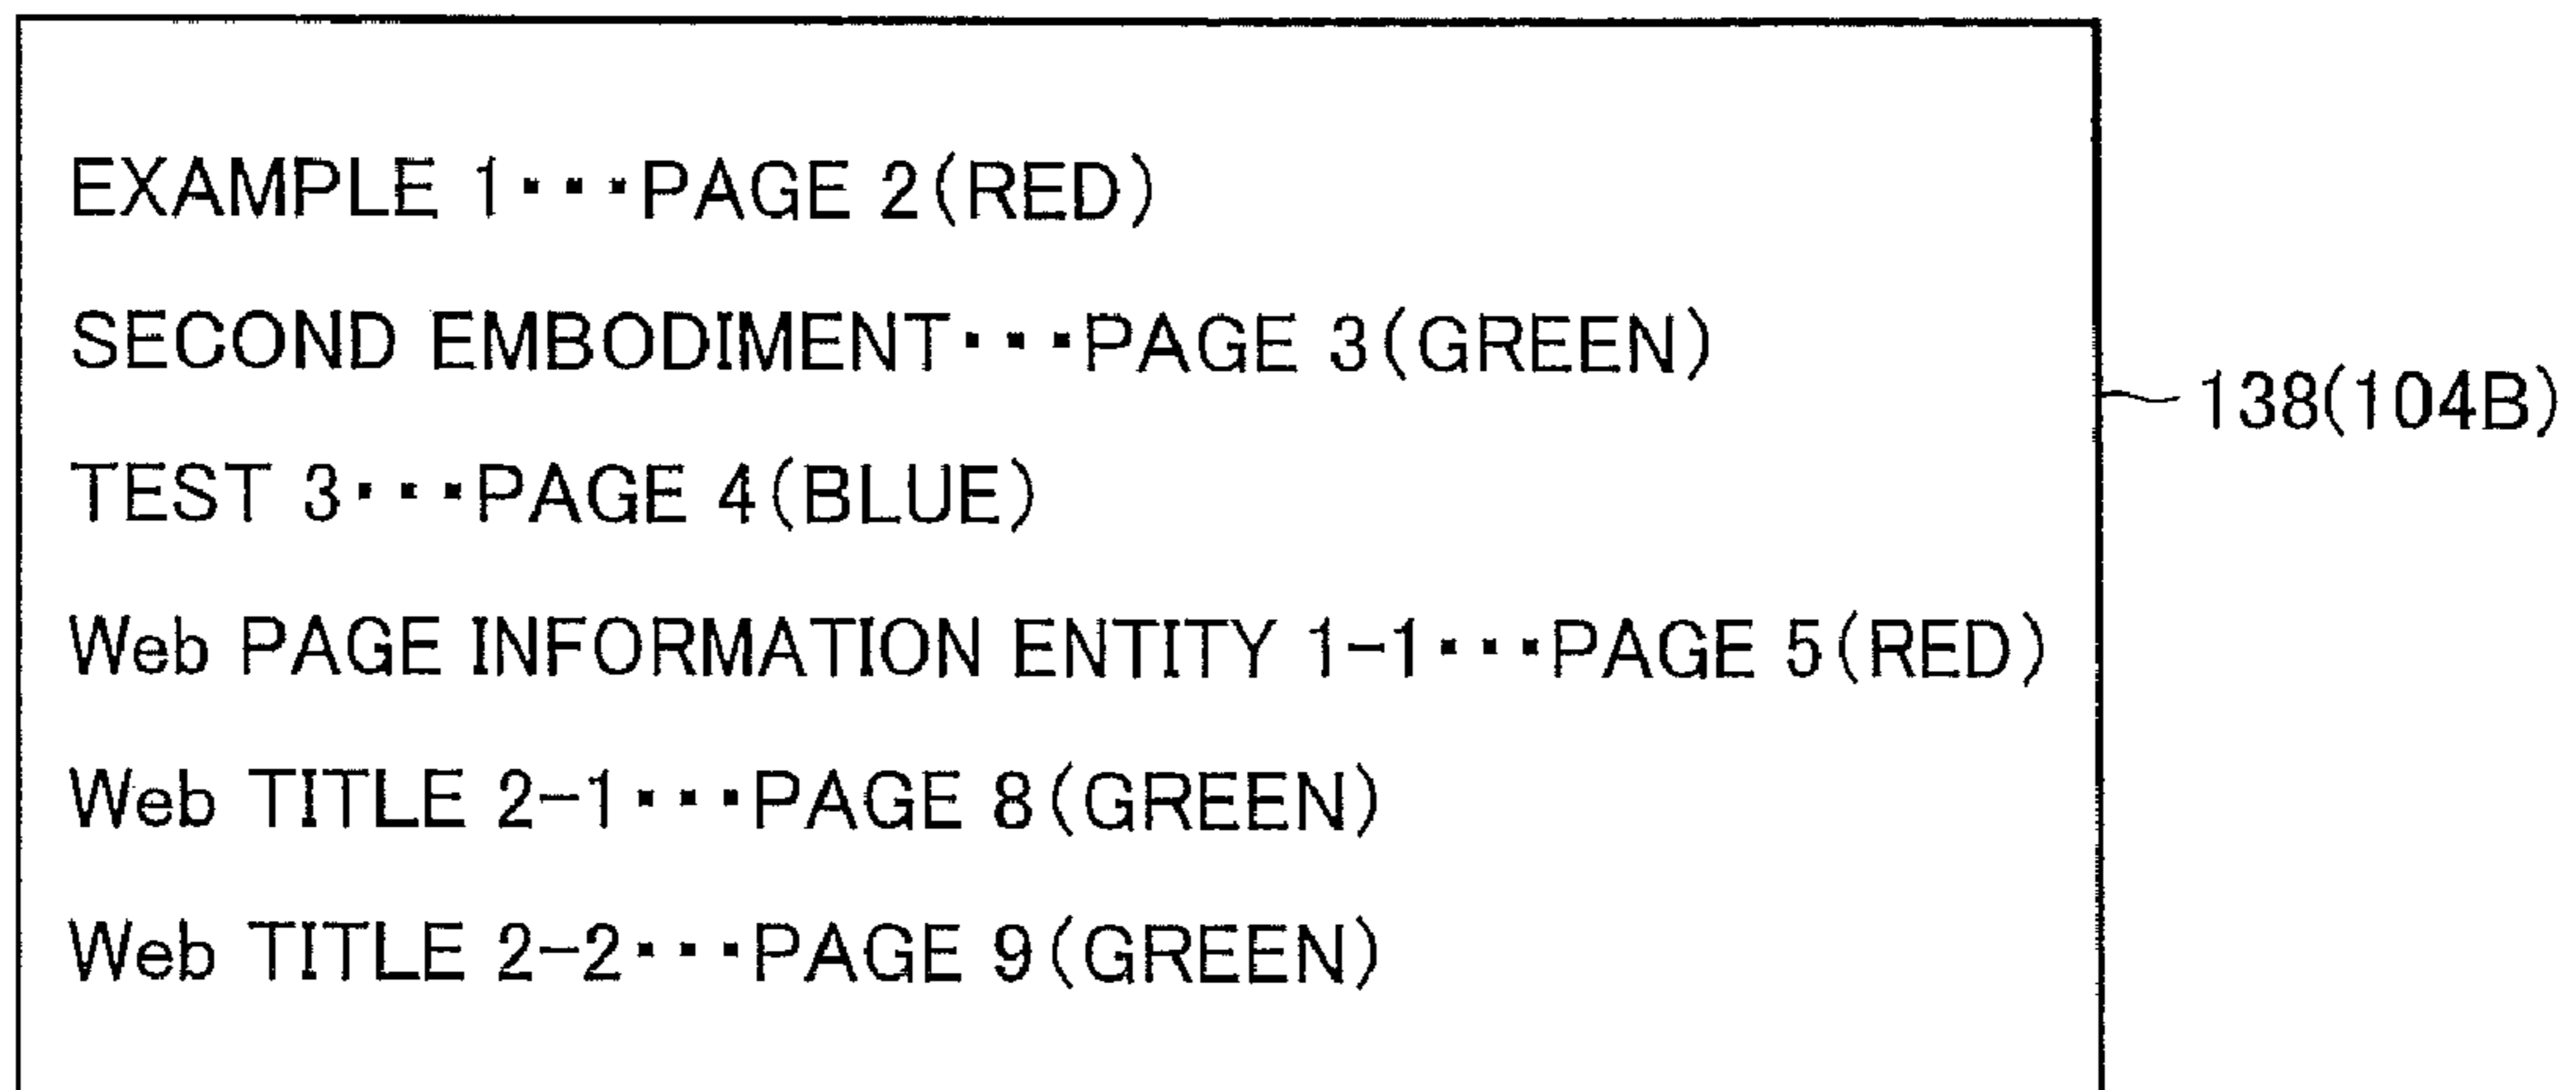 EXAMPLE 1···PAGE 2(RED)
SECOND EMBODIMENT···PAGE 3(GREEN)
138(104B)
TEST 3···PAGE 4(BLUE)
Web PAGE INFORMATION ENTITY 1-1···PAGE 5(RED)
Web TITLE 2-1···PAGE 8(GREEN)
Web TITLE 2-2···PAGE 9(GREEN)